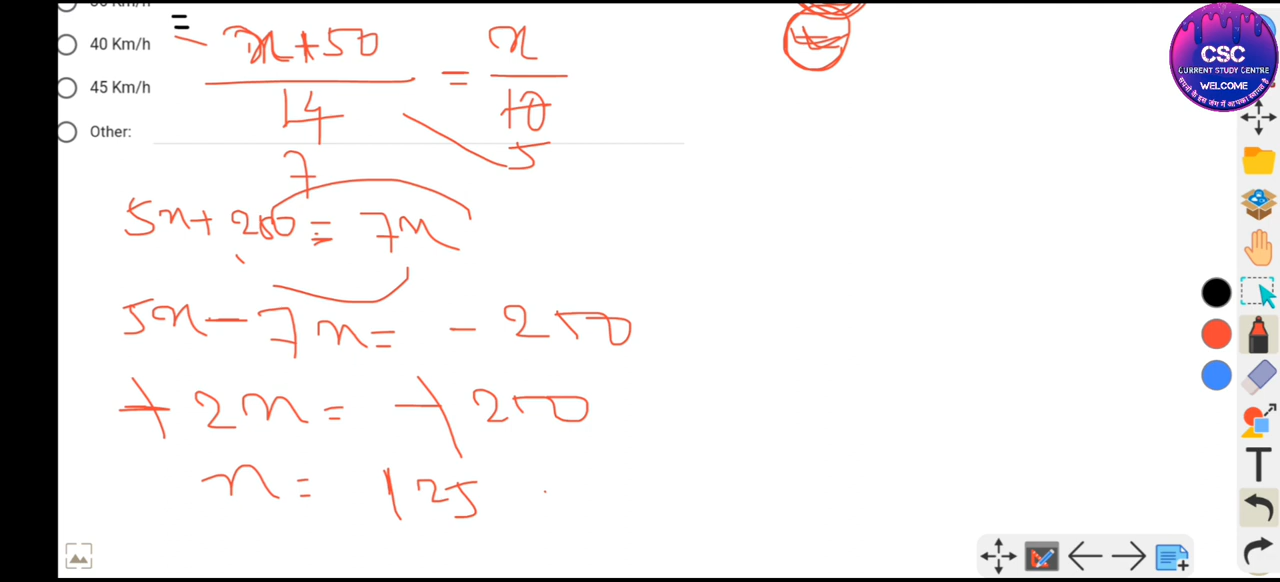 =
40 Km/h
45 Km/h
Other:
x+50 = x
14 10
7 5
5x+250 = 7x
5x-7x= -250
-2x= -250
x= 125
CSC
CURRENT STUDY CENTRE
WELCOME
T